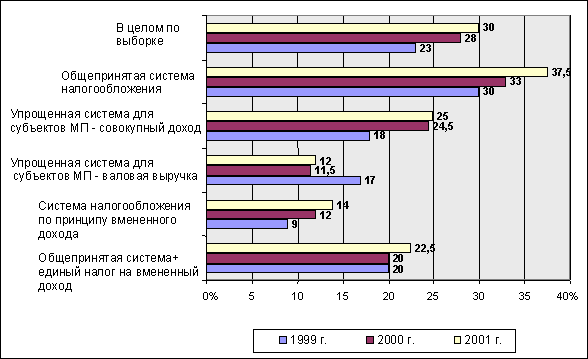 В целом по
выборке
30
28
23
Общепринятая система
налогообложения
37,5
33
30
Упрощенная система для
субъектов МП - совокупный доход
25
24,5
18
Упрощенная система для
субъектов МП - валовая выручка
12
11,5
17
Система налогообложения
по принципу вмененного
дохода
14
12
9
Общепринятая система+
единый налог на вмененный
доход
22,5
20
20
0% 5 10 15 20 25 30 35 40%
1999 г. 2000 г. 2001 г.